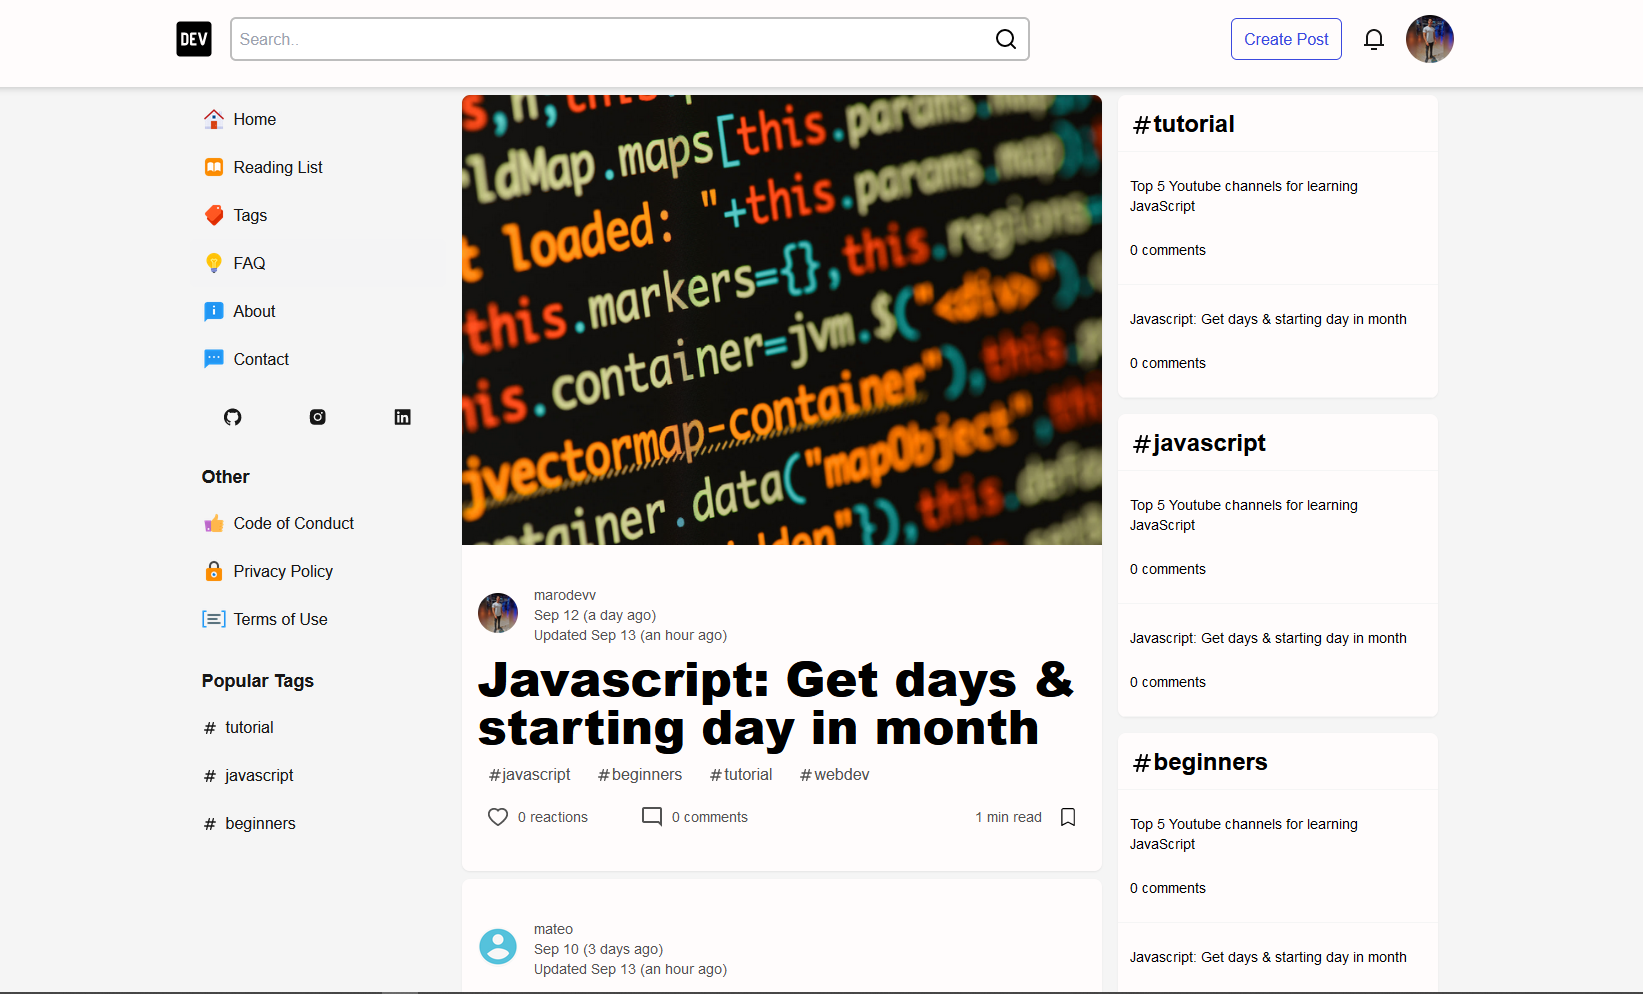 DEV
Search..
Create Post
Home
Reading List
Tags
FAQ
About
Contact
Other
Code of Conduct
Privacy Policy
Terms of Use
Popular Tags
# tutorial
# javascript
# beginners
ldMap.maps[this.params.map]
t loaded: "+this.params.map);
this.markers={},this.regions=
his.container=jvm.$("<div>")
jvectormap-container"),this.
ntainer.data("mapObject",this
ntainer.
hidden"}),this.defa
marodevv
Sep 12 (a day ago)
Updated Sep 13 (an hour ago)
Javascript: Get days &
starting day in month
#javascript #beginners #tutorial #webdev
0 reactions 0 comments 1 min read
mateo
Sep 10 (3 days ago)
Updated Sep 13 (an hour ago)
#tutorial
Top 5 Youtube channels for learning
JavaScript
0 comments
Javascript: Get days & starting day in month
0 comments
#javascript
Top 5 Youtube channels for learning
JavaScript
0 comments
Javascript: Get days & starting day in month
0 comments
#beginners
Top 5 Youtube channels for learning
JavaScript
0 comments
Javascript: Get days & starting day in month